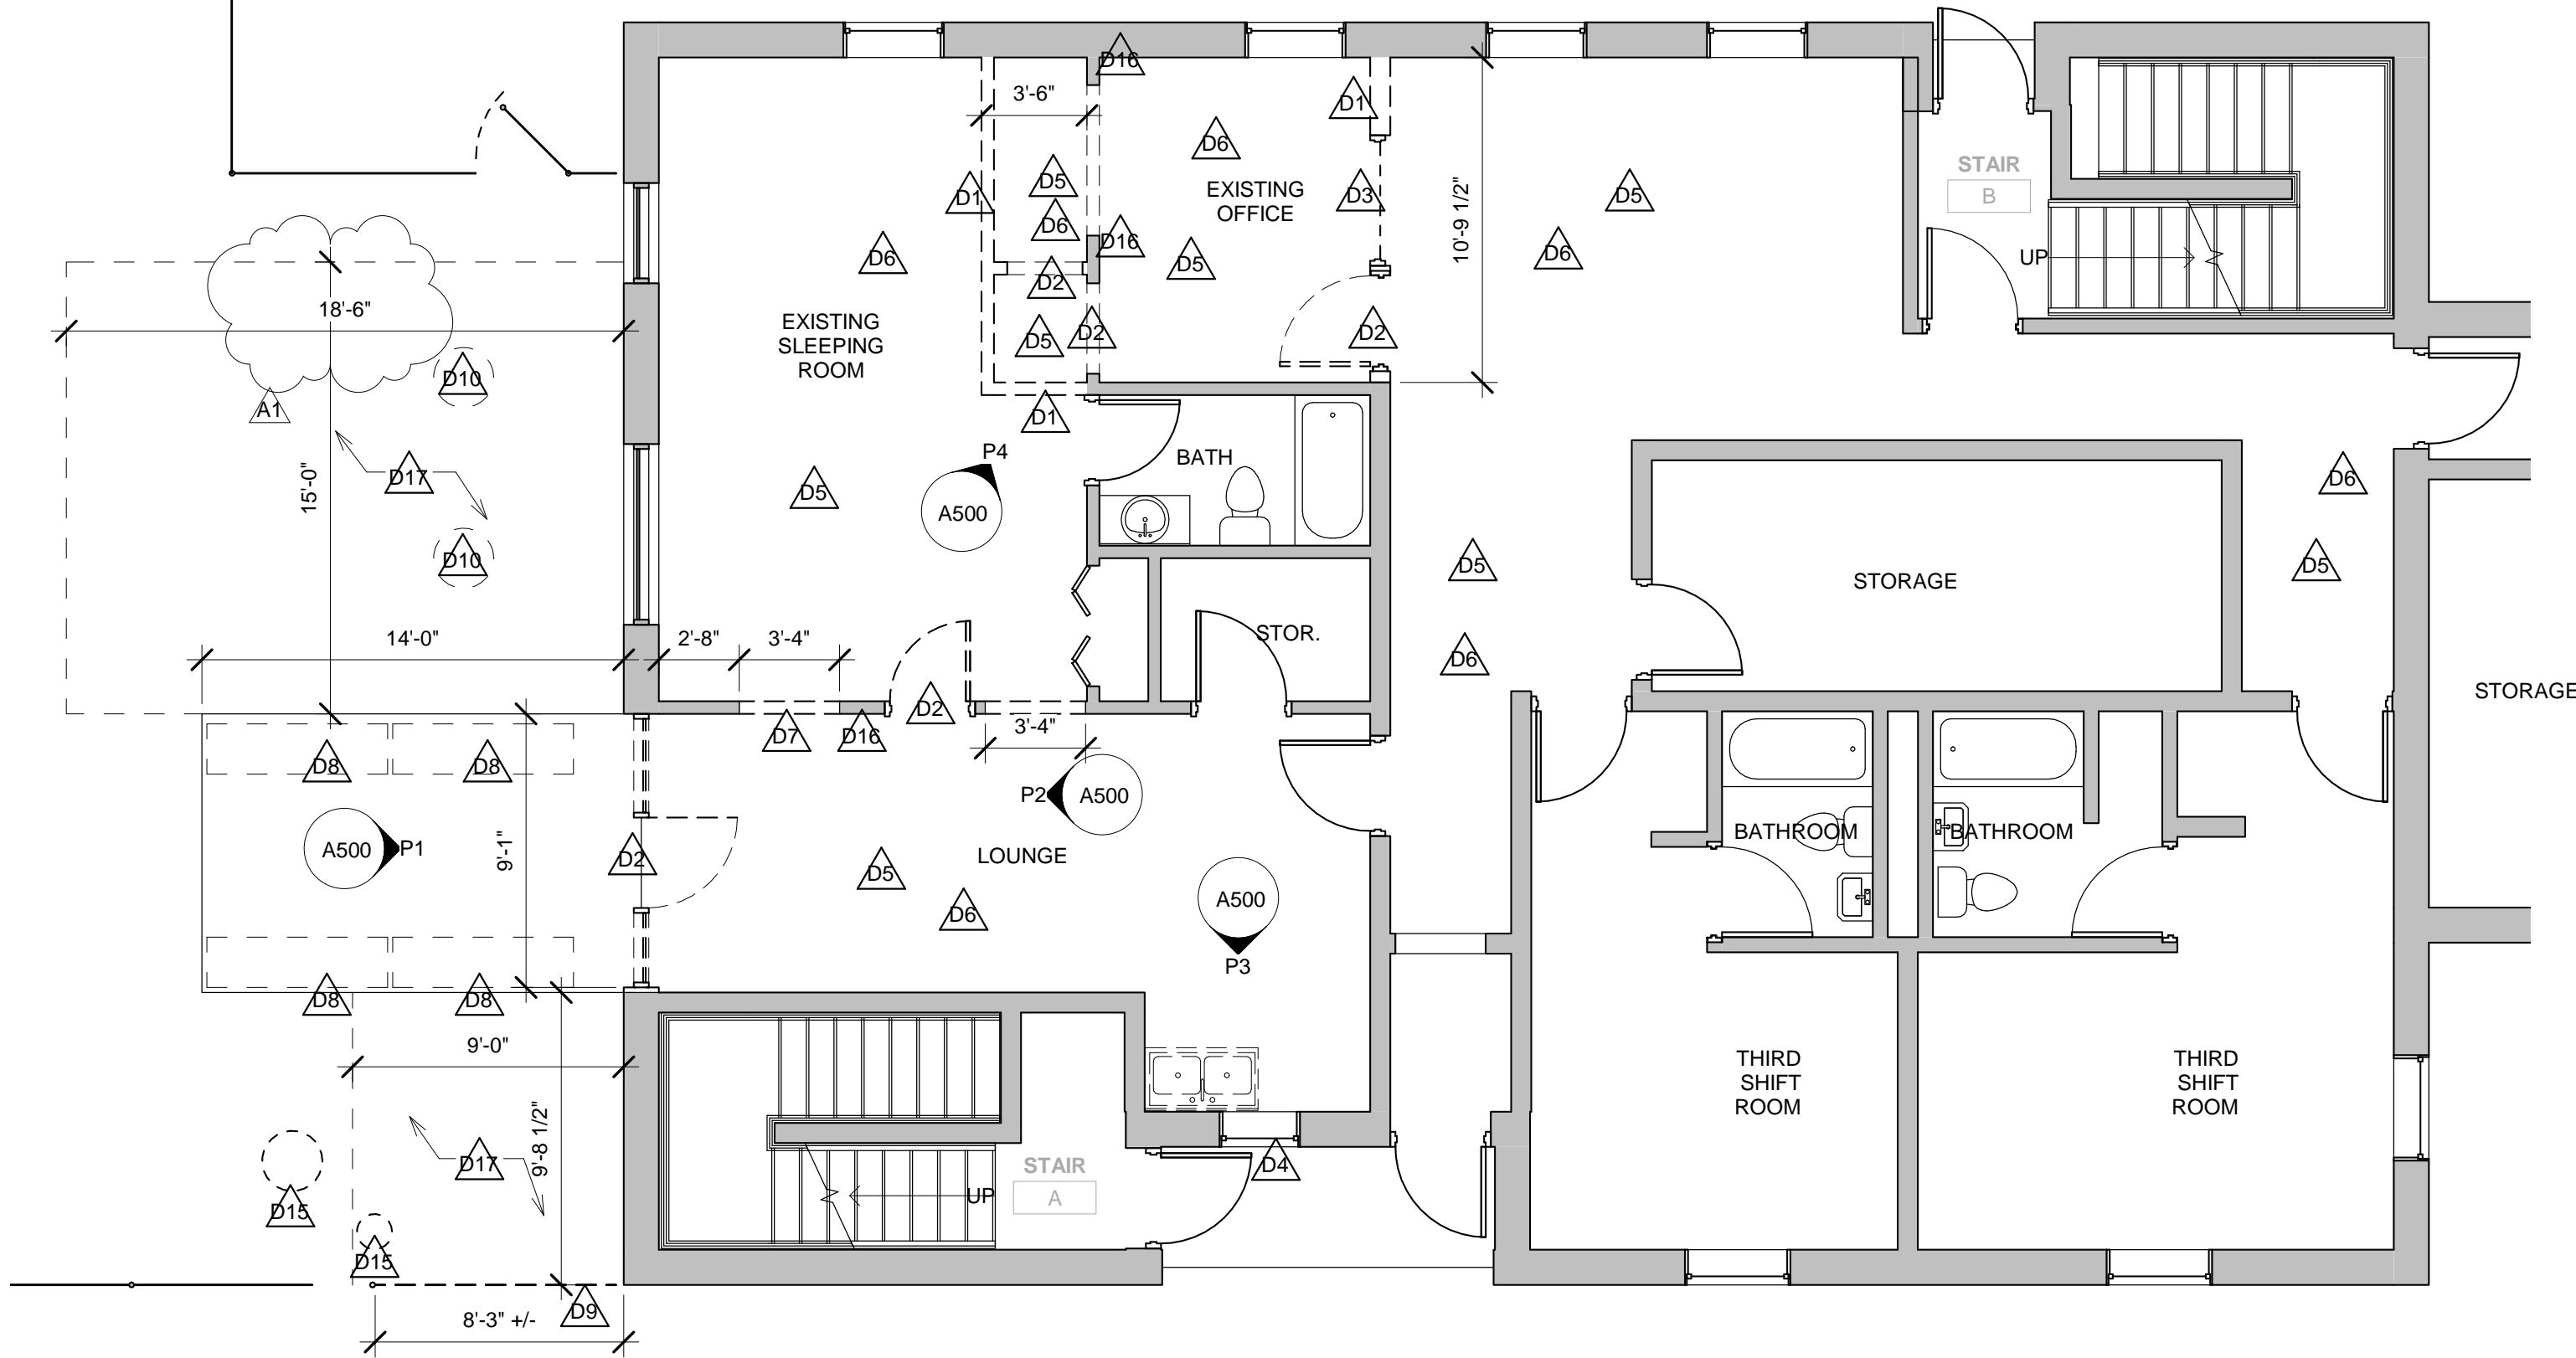 D16
3'-6"
D1
D6
STAIR
B
D5
D1
D6
EXISTING
OFFICE
D3
10'-9 1/2"
D5
D6
D16
D6
D5
D6
UP
D2
18'-6"
EXISTING
SLEEPING
ROOM
D5
D2
D2
D10
A1
D1
P4
BATH
D17
15'-0"
D5
A500
D6
D10
D5
D5
STORAGE
14'-0"
2'-8"
3'-4"
STOR.
D6
STORAGE
D2
D7
D16
3'-4"
D8
D8
P2
A500
BATHROOM
BATHROOM
A500
P1
9'-1"
D2
D5
LOUNGE
D6
A500
P3
D8
D8
9'-0"
THIRD
SHIFT
ROOM
THIRD
SHIFT
ROOM
9'-8 1/2"
D17
STAIR
A
UP
D4
D15
D15
D9
8'-3" +/-